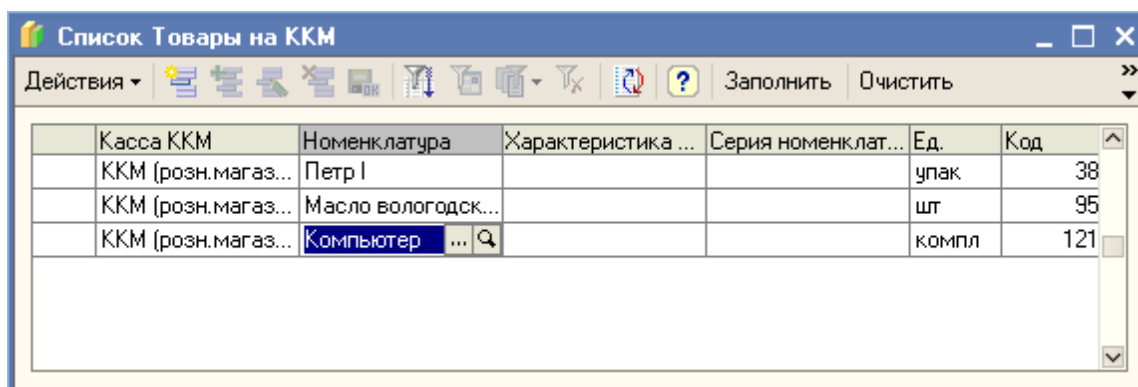 Список Товары на ККМ
Действия Заполнить Очистить
Касса ККМ Номенклатура Характеристика ... Серия номенклат... Ед. Код
ККМ (розн.магаз... Петр I упак 38
ККМ (розн.магаз... Масло вологодск... шт 95
ККМ (розн.магаз... Компьютер ... компл 121